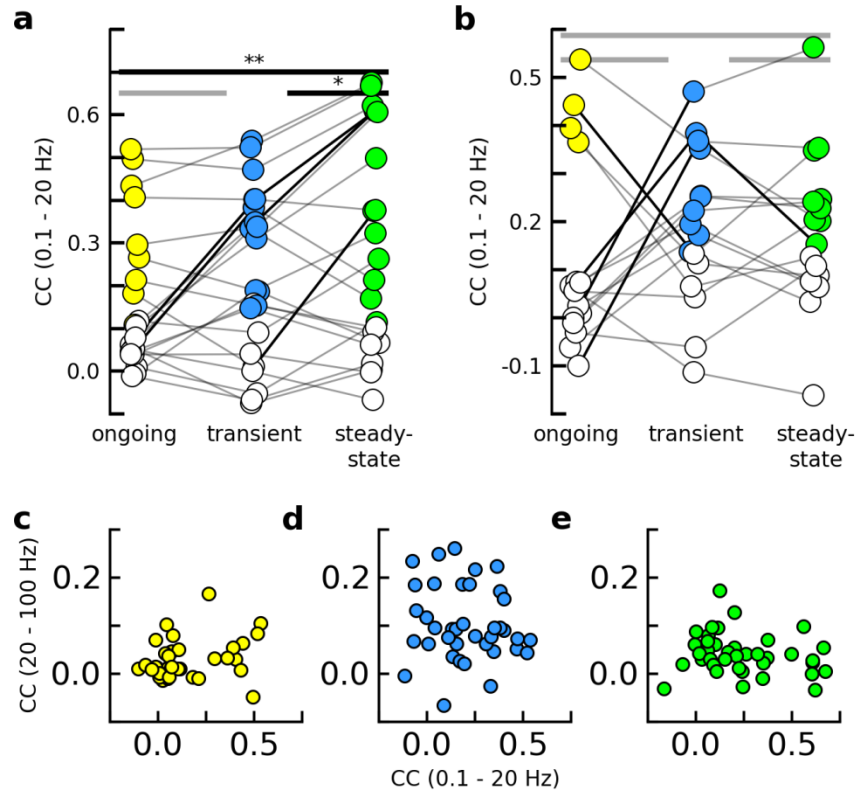 a
b
**
*
CC (0.1 - 20 Hz)
0.6
0.3
0.0
ongoing
transient
steady-
state
CC (0.1 - 20 Hz)
0.5
0.2
-0.1
ongoing
transient
steady-
state
c
d
e
CC (20 - 100 Hz)
0.2
0.0
0.0
0.5
0.2
0.0
0.0
0.5
0.2
0.0
0.0
0.5
CC (0.1 - 20 Hz)